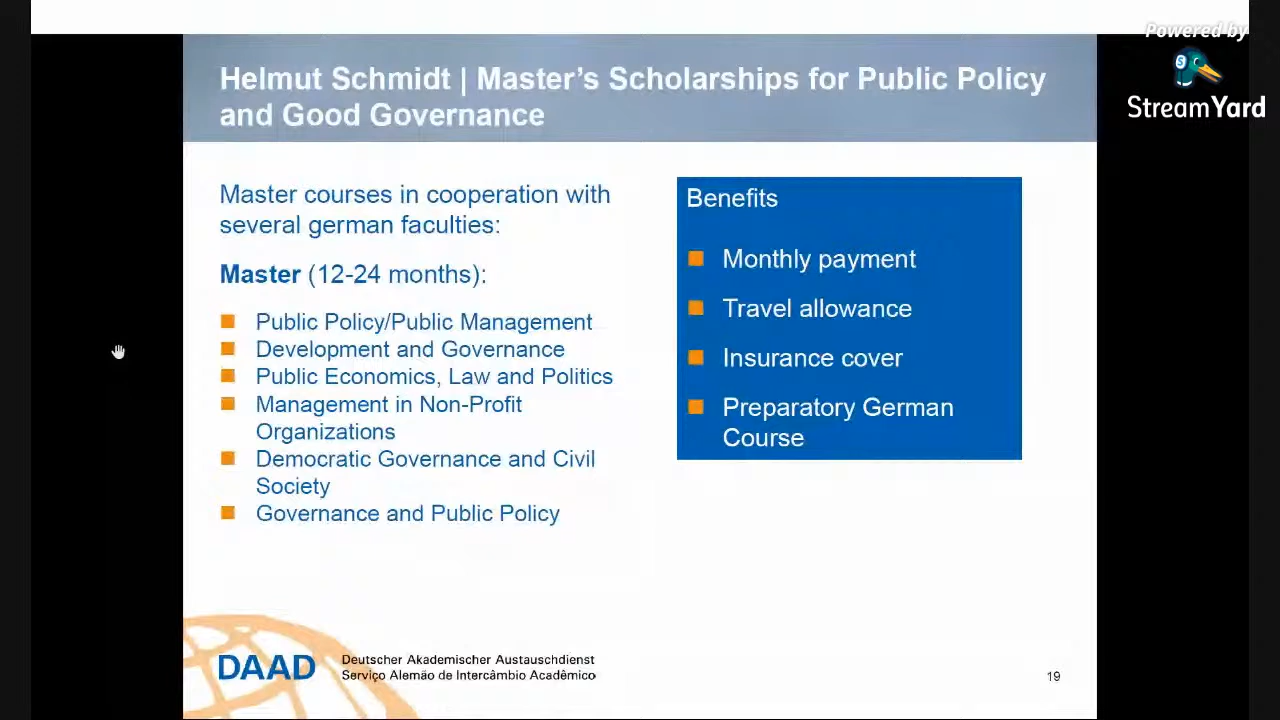 Powered by
StreamYard
Helmut Schmidt | Master's Scholarships for Public Policy
and Good Governance
Master courses in cooperation with
several german faculties:
Master (12-24 months):
Public Policy/Public Management
Development and Governance
Public Economics, Law and Politics
Management in Non-Profit
Organizations
Democratic Governance and Civil
Society
Governance and Public Policy
Benefits
Monthly payment
Travel allowance
Insurance cover
Preparatory German
Course
DAAD
Deutscher Akademischer Austauschdienst
Serviço Alemão de Intercâmbio Acadêmico
19